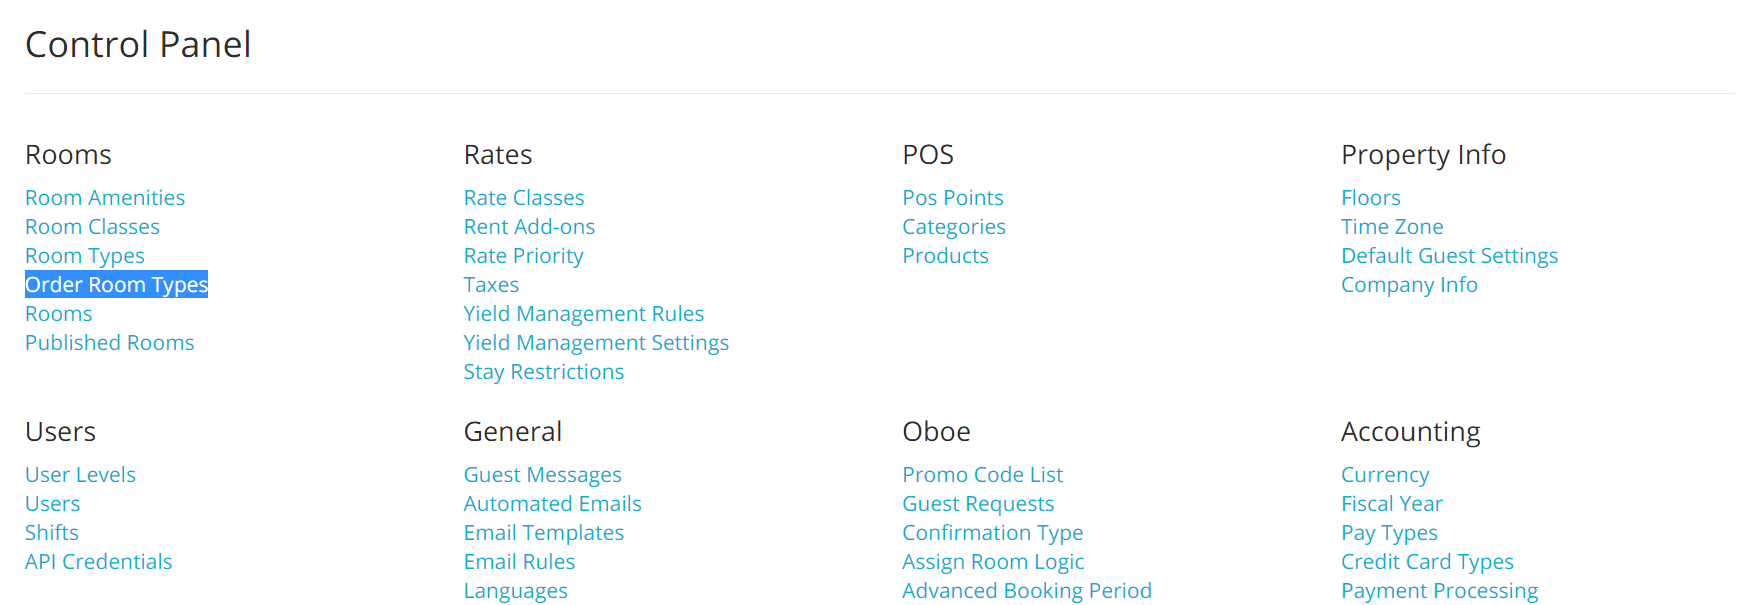 Control Panel
Rooms
Room Amenities
Room Classes
Room Types
Order Room Types
Rooms
Published Rooms
Rates
Rate Classes
Rent Add-ons
Rate Priority
Taxes
Yield Management Rules
Yield Management Settings
Stay Restrictions
POS
Pos Points
Categories
Products
Property Info
Floors
Time Zone
Default Guest Settings
Company Info
Users
User Levels
Users
Shifts
API Credentials
General
Guest Messages
Automated Emails
Email Templates
Email Rules
Languages
Oboe
Promo Code List
Guest Requests
Confirmation Type
Assign Room Logic
Advanced Booking Period
Accounting
Currency
Fiscal Year
Pay Types
Credit Card Types
Payment Processing